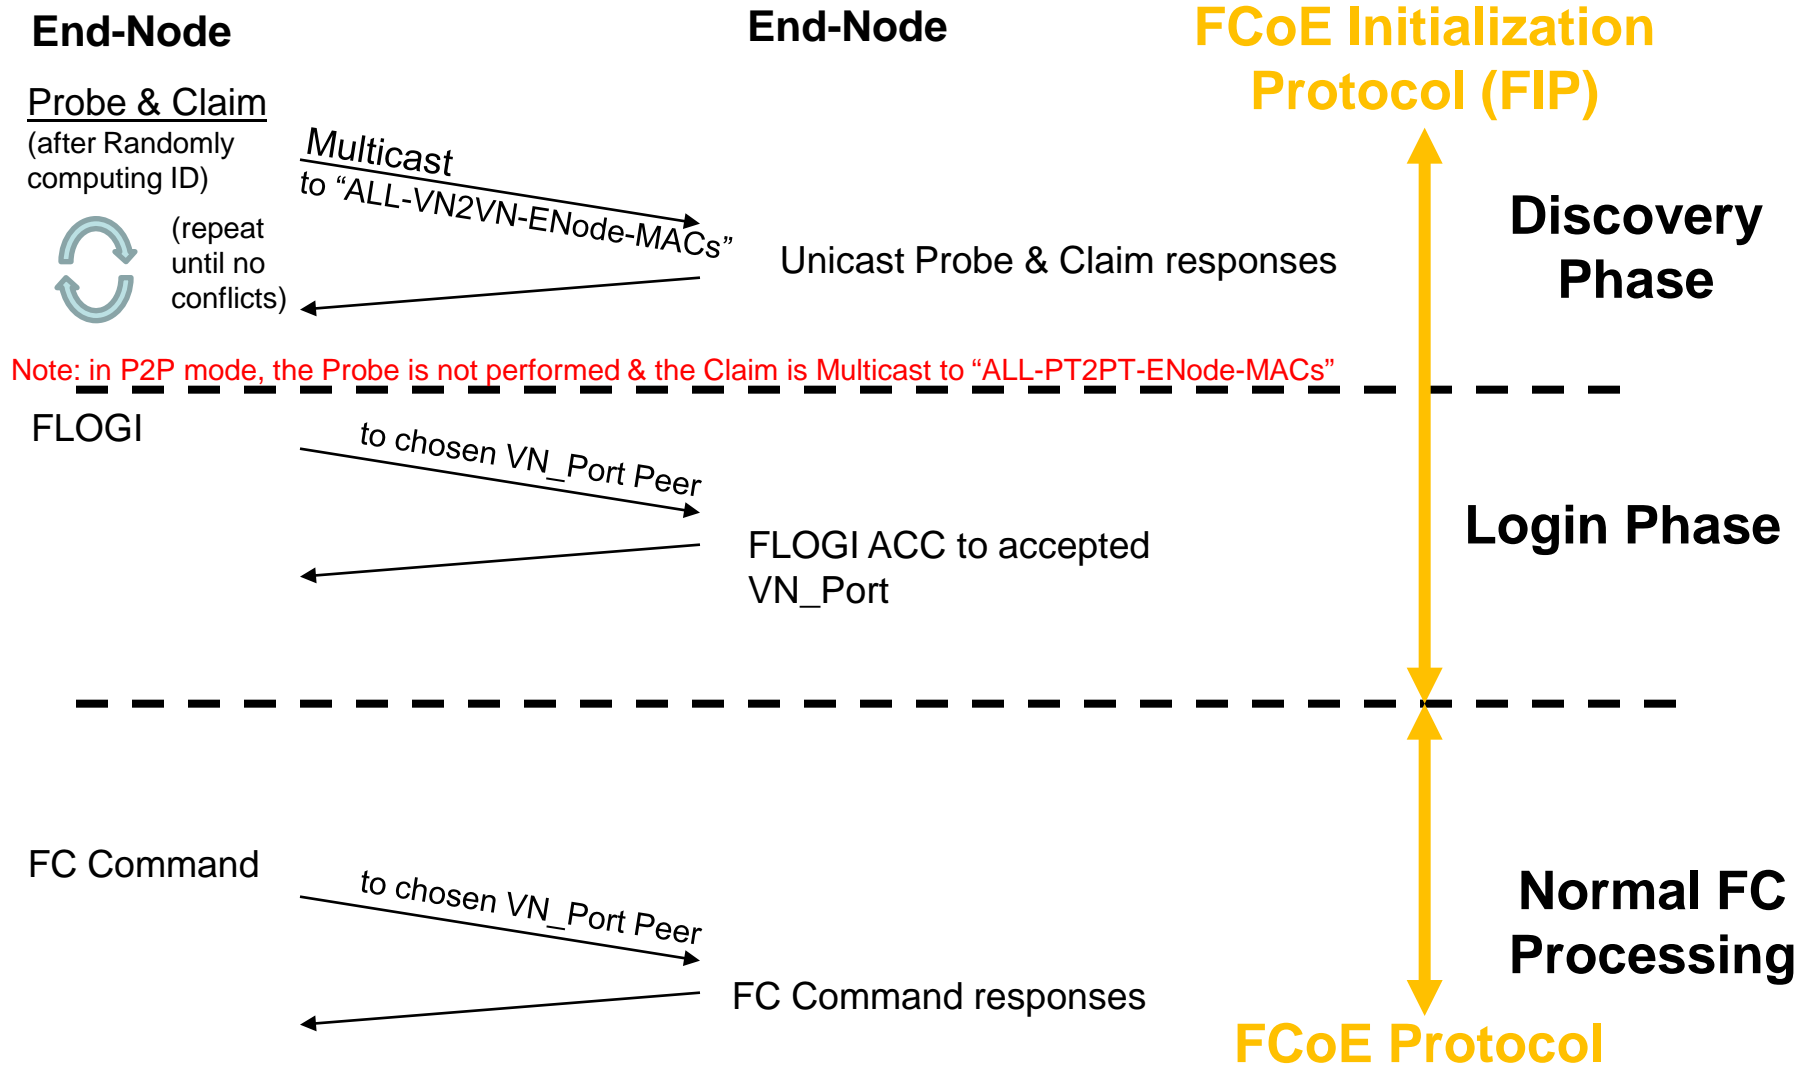 End-Node
End-Node
FCoE Initialization
Protocol (FIP)
Probe & Claim
(after Randomly
computing ID)
(repeat
until no
conflicts)
Multicast
to “ALL-VN2VN-ENode-MACs”
Unicast Probe & Claim responses
Discovery
Phase
Note: in P2P mode, the Probe is not performed & the Claim is Multicast to “ALL-PT2PT-ENode-MACs”
FLOGI
to chosen VN_Port Peer
FLOGI ACC to accepted
VN_Port
Login Phase
FC Command
to chosen VN_Port Peer
FC Command responses
Normal FC
Processing
FCoE Protocol